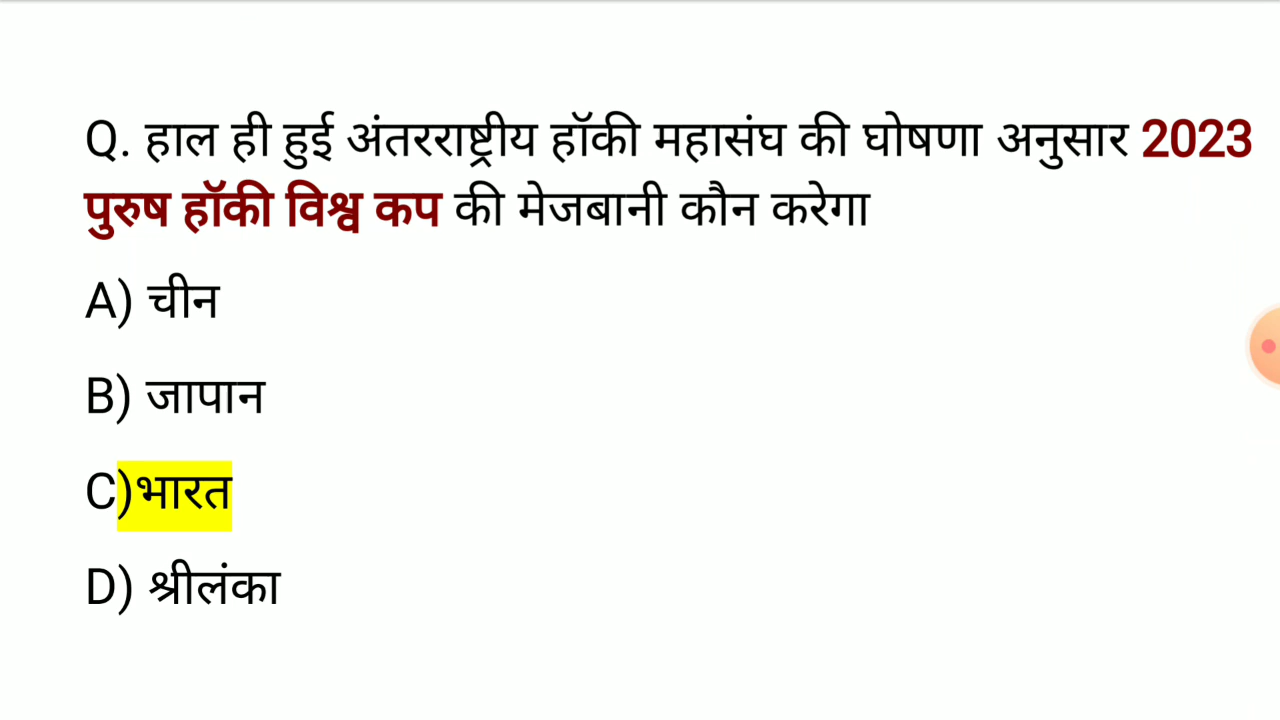 Q. हाल ही हुई अंतरराष्ट्रीय हॉकी महासंघ की घोषणा अनुसार 2023
पुरुष हॉकी विश्व कप की मेजबानी कौन करेगा
A) चीन
B) जापान
C)भारत
D) श्रीलंका